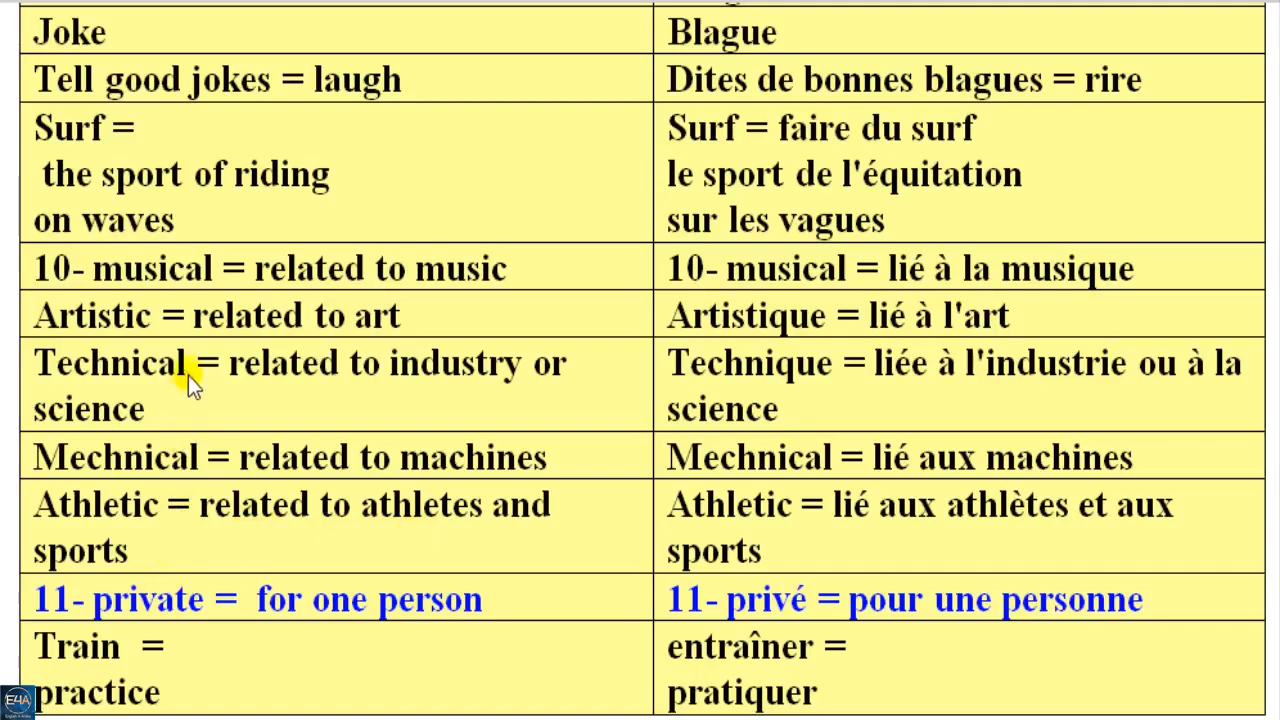 Joke
Blague
Tell good jokes = laugh
Dites de bonnes blagues = rire
Surf =
the sport of riding
on waves
Surf = faire du surf
le sport de l'équitation
sur les vagues
10- musical = related to music
10- musical = lié à la musique
Artistic = related to art
Artistique = lié à l'art
Technical = related to industry or
science
Technique = liée à l'industrie ou à la
science
Mechnical = related to machines
Mechnical = lié aux machines
Athletic = related to athletes and
sports
Athletic = lié aux athlètes et aux
sports
11- private = for one person
11- privé = pour une personne
Train =
practice
entraîner =
pratiquer
E4A